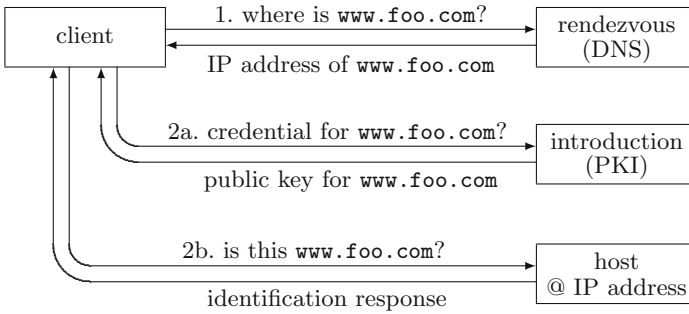 client
1. where is www.foo.com?
IP address of www.foo.com
rendezvous
(DNS)
2a. credential for www.foo.com?
public key for www.foo.com
introduction
(PKI)
2b. is this www.foo.com?
identification response
host
@ IP address